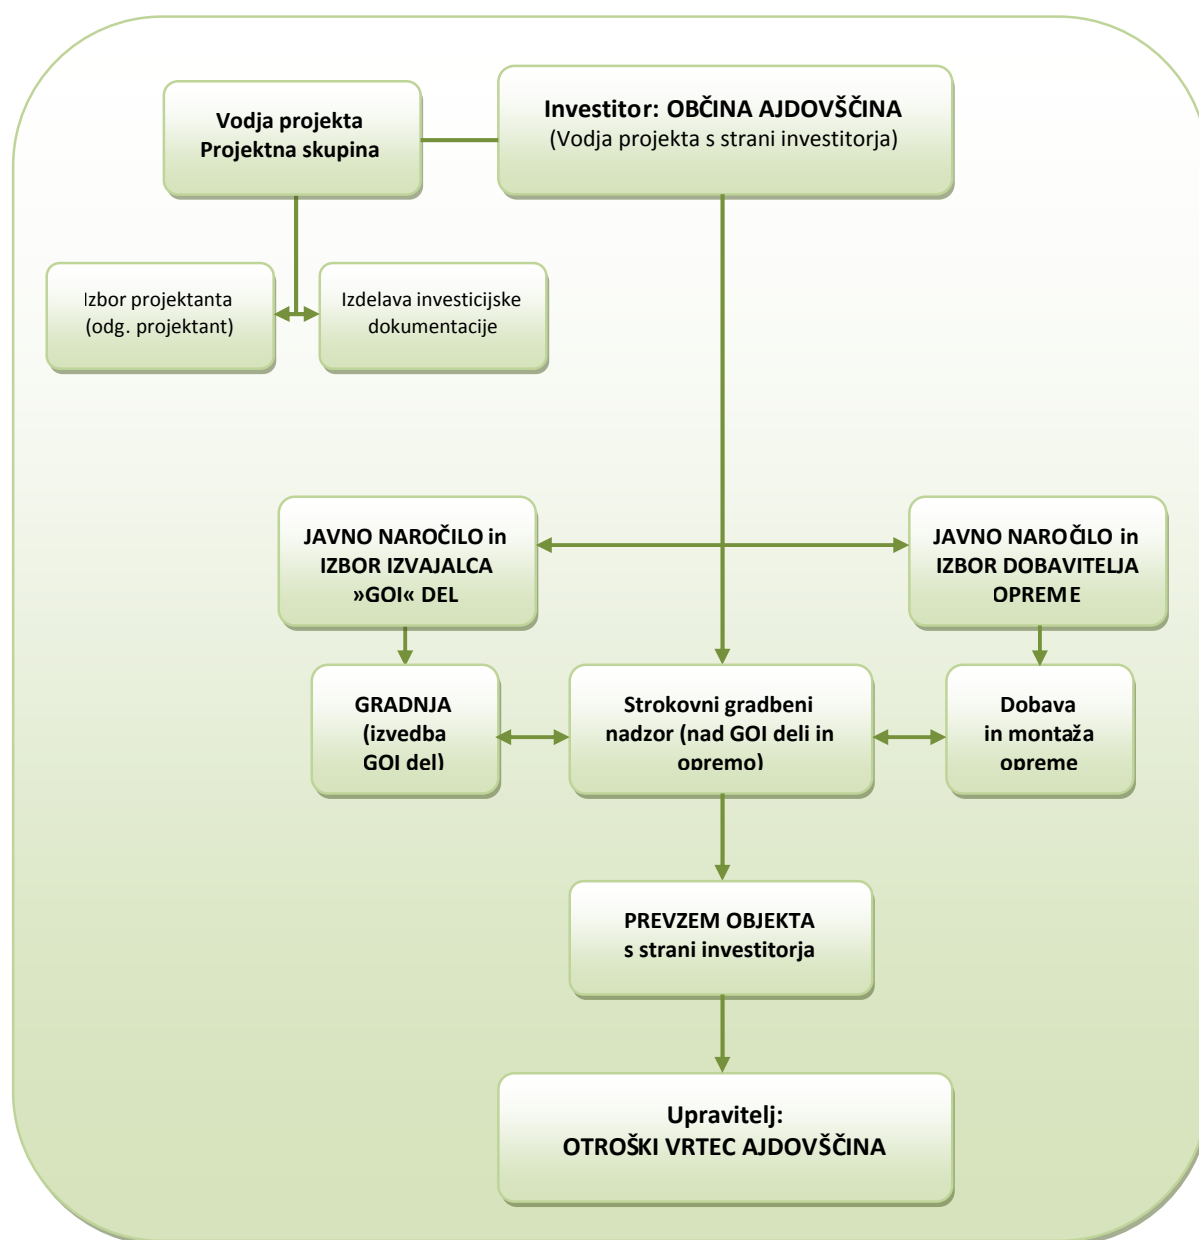 Vodja projekta
Projektna skupina
Investitor: OBČINA AJDOVŠČINA
(Vodja projekta s strani investitorja)
Izbor projektanta
(odg. projektant)
Izdelava investicijske
dokumentacije
JAVNO NAROČILO in
IZBOR IZVAJALCA
»GOI« DEL
JAVNO NAROČILO in
IZBOR DOBAVITELJA
OPREME
GRADNJA
(izvedba
GOI del)
Strokovni gradbeni
nadzor (nad GOI deli in
opremo)
Dobava
in montaža
opreme
PREVZEM OBJEKTA
s strani investitorja
Upravitelj:
OTROŠKI VRTEC AJDOVŠČINA